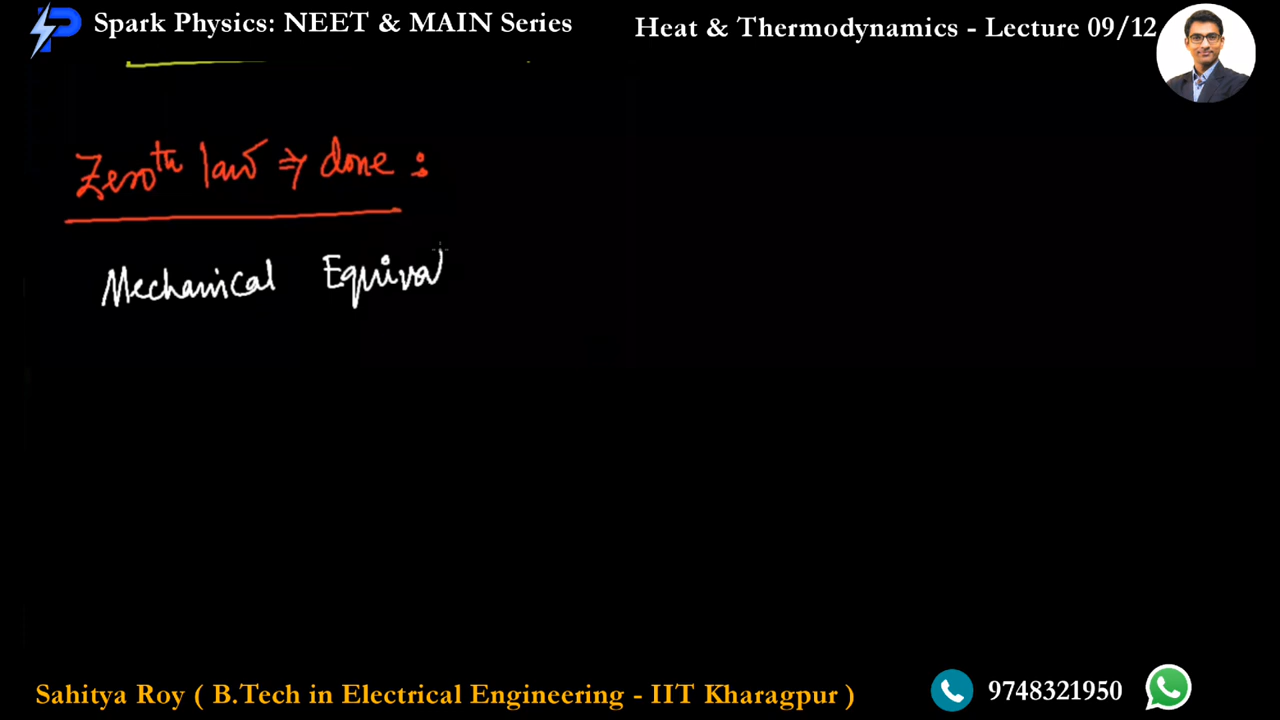 Spark Physics: NEET & MAIN Series
Heat & Thermodynamics - Lecture 09/12
Zeroth law ⇒ done :
Mechanical Equival
Sahitya Roy ( B.Tech in Electrical Engineering - IIT Kharagpur )
9748321950